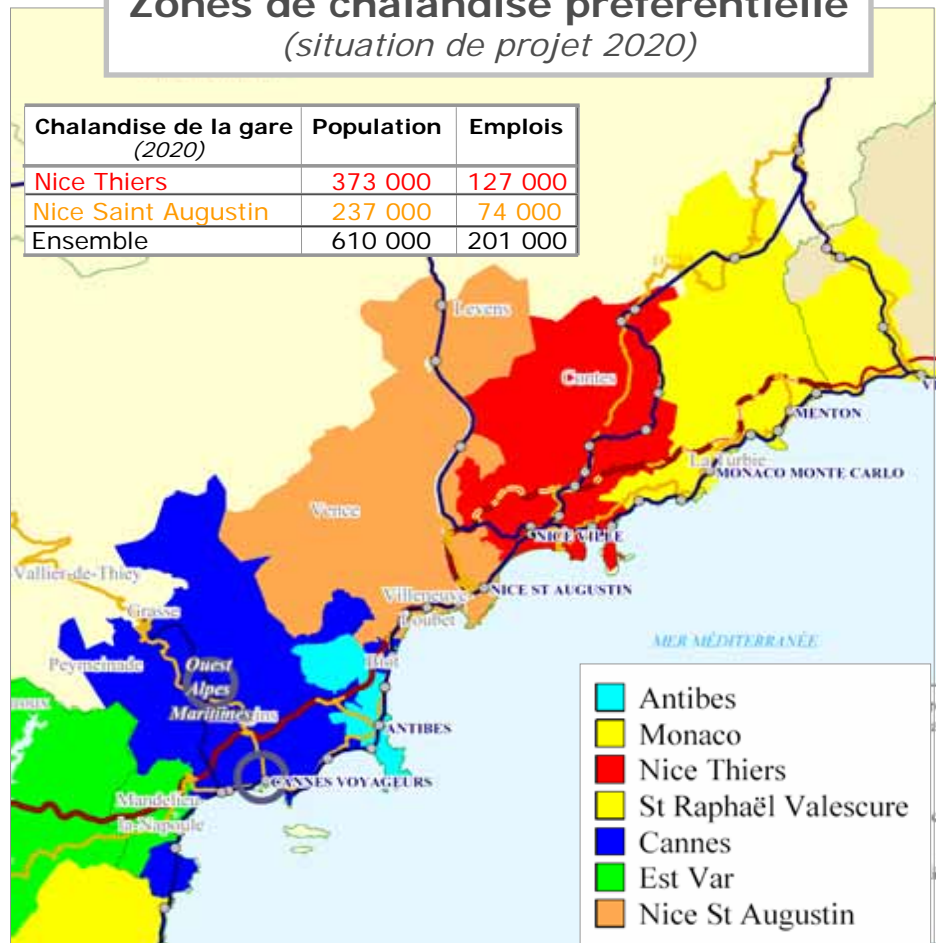 Zones de chalandise préférentielle
(situation de projet 2020)
Chalandise de la gare Population Emplois
(2020)
Nice Thiers 373 000 127 000
Nice Saint Augustin 237 000 74 000
Ensemble 610 000 201 000
Levens
Contes
MENTON
La Turbie
MONACO MONTE CARLO
Vence
NICE VILLE
Vallier-de-Thiey
Villeneuve-
Loubet
NICE ST AUGUSTIN
Grasse
MER MÉDITERRANÉE
Peymeinade
Ouest
Alpes
Maritimes
Biot
ANTIBES
CANNES VOYAGEURS
Mandelieu
la-Napoule
Antibes
Monaco
Nice Thiers
St Raphaël Valescure
Cannes
Est Var
Nice St Augustin